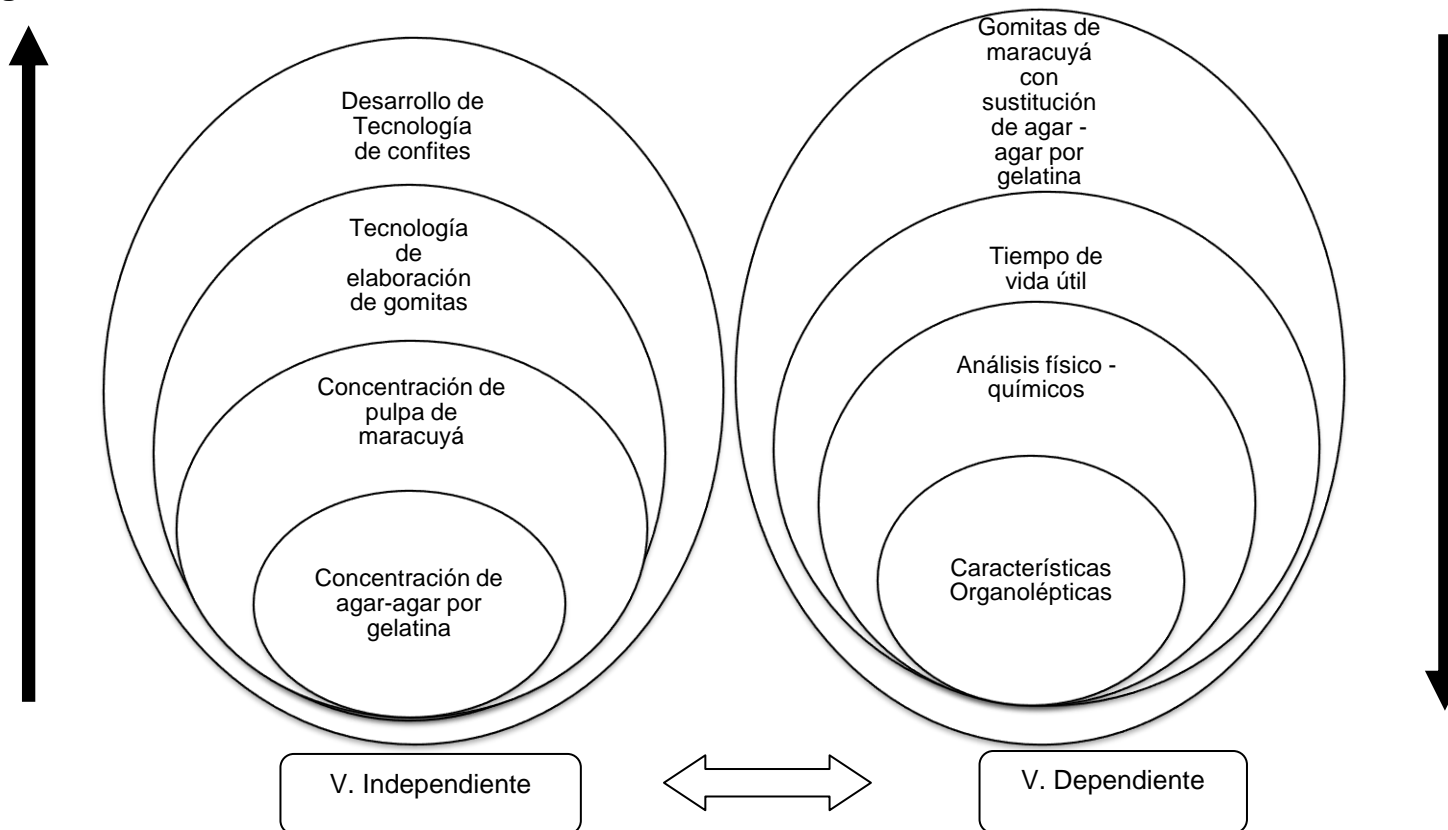 Desarrollo de
Tecnología
de confites
Tecnología
de
elaboración
de gomitas
Concentración de
pulpa de
maracuyá
Concentración de
agar-agar por
gelatina
V. Independiente
Gomitas de
maracuyá
con
sustitución
de agar -
agar por
gelatina
Tiempo de
vida útil
Análisis físico -
químicos
Características
Organolépticas
V. Dependiente